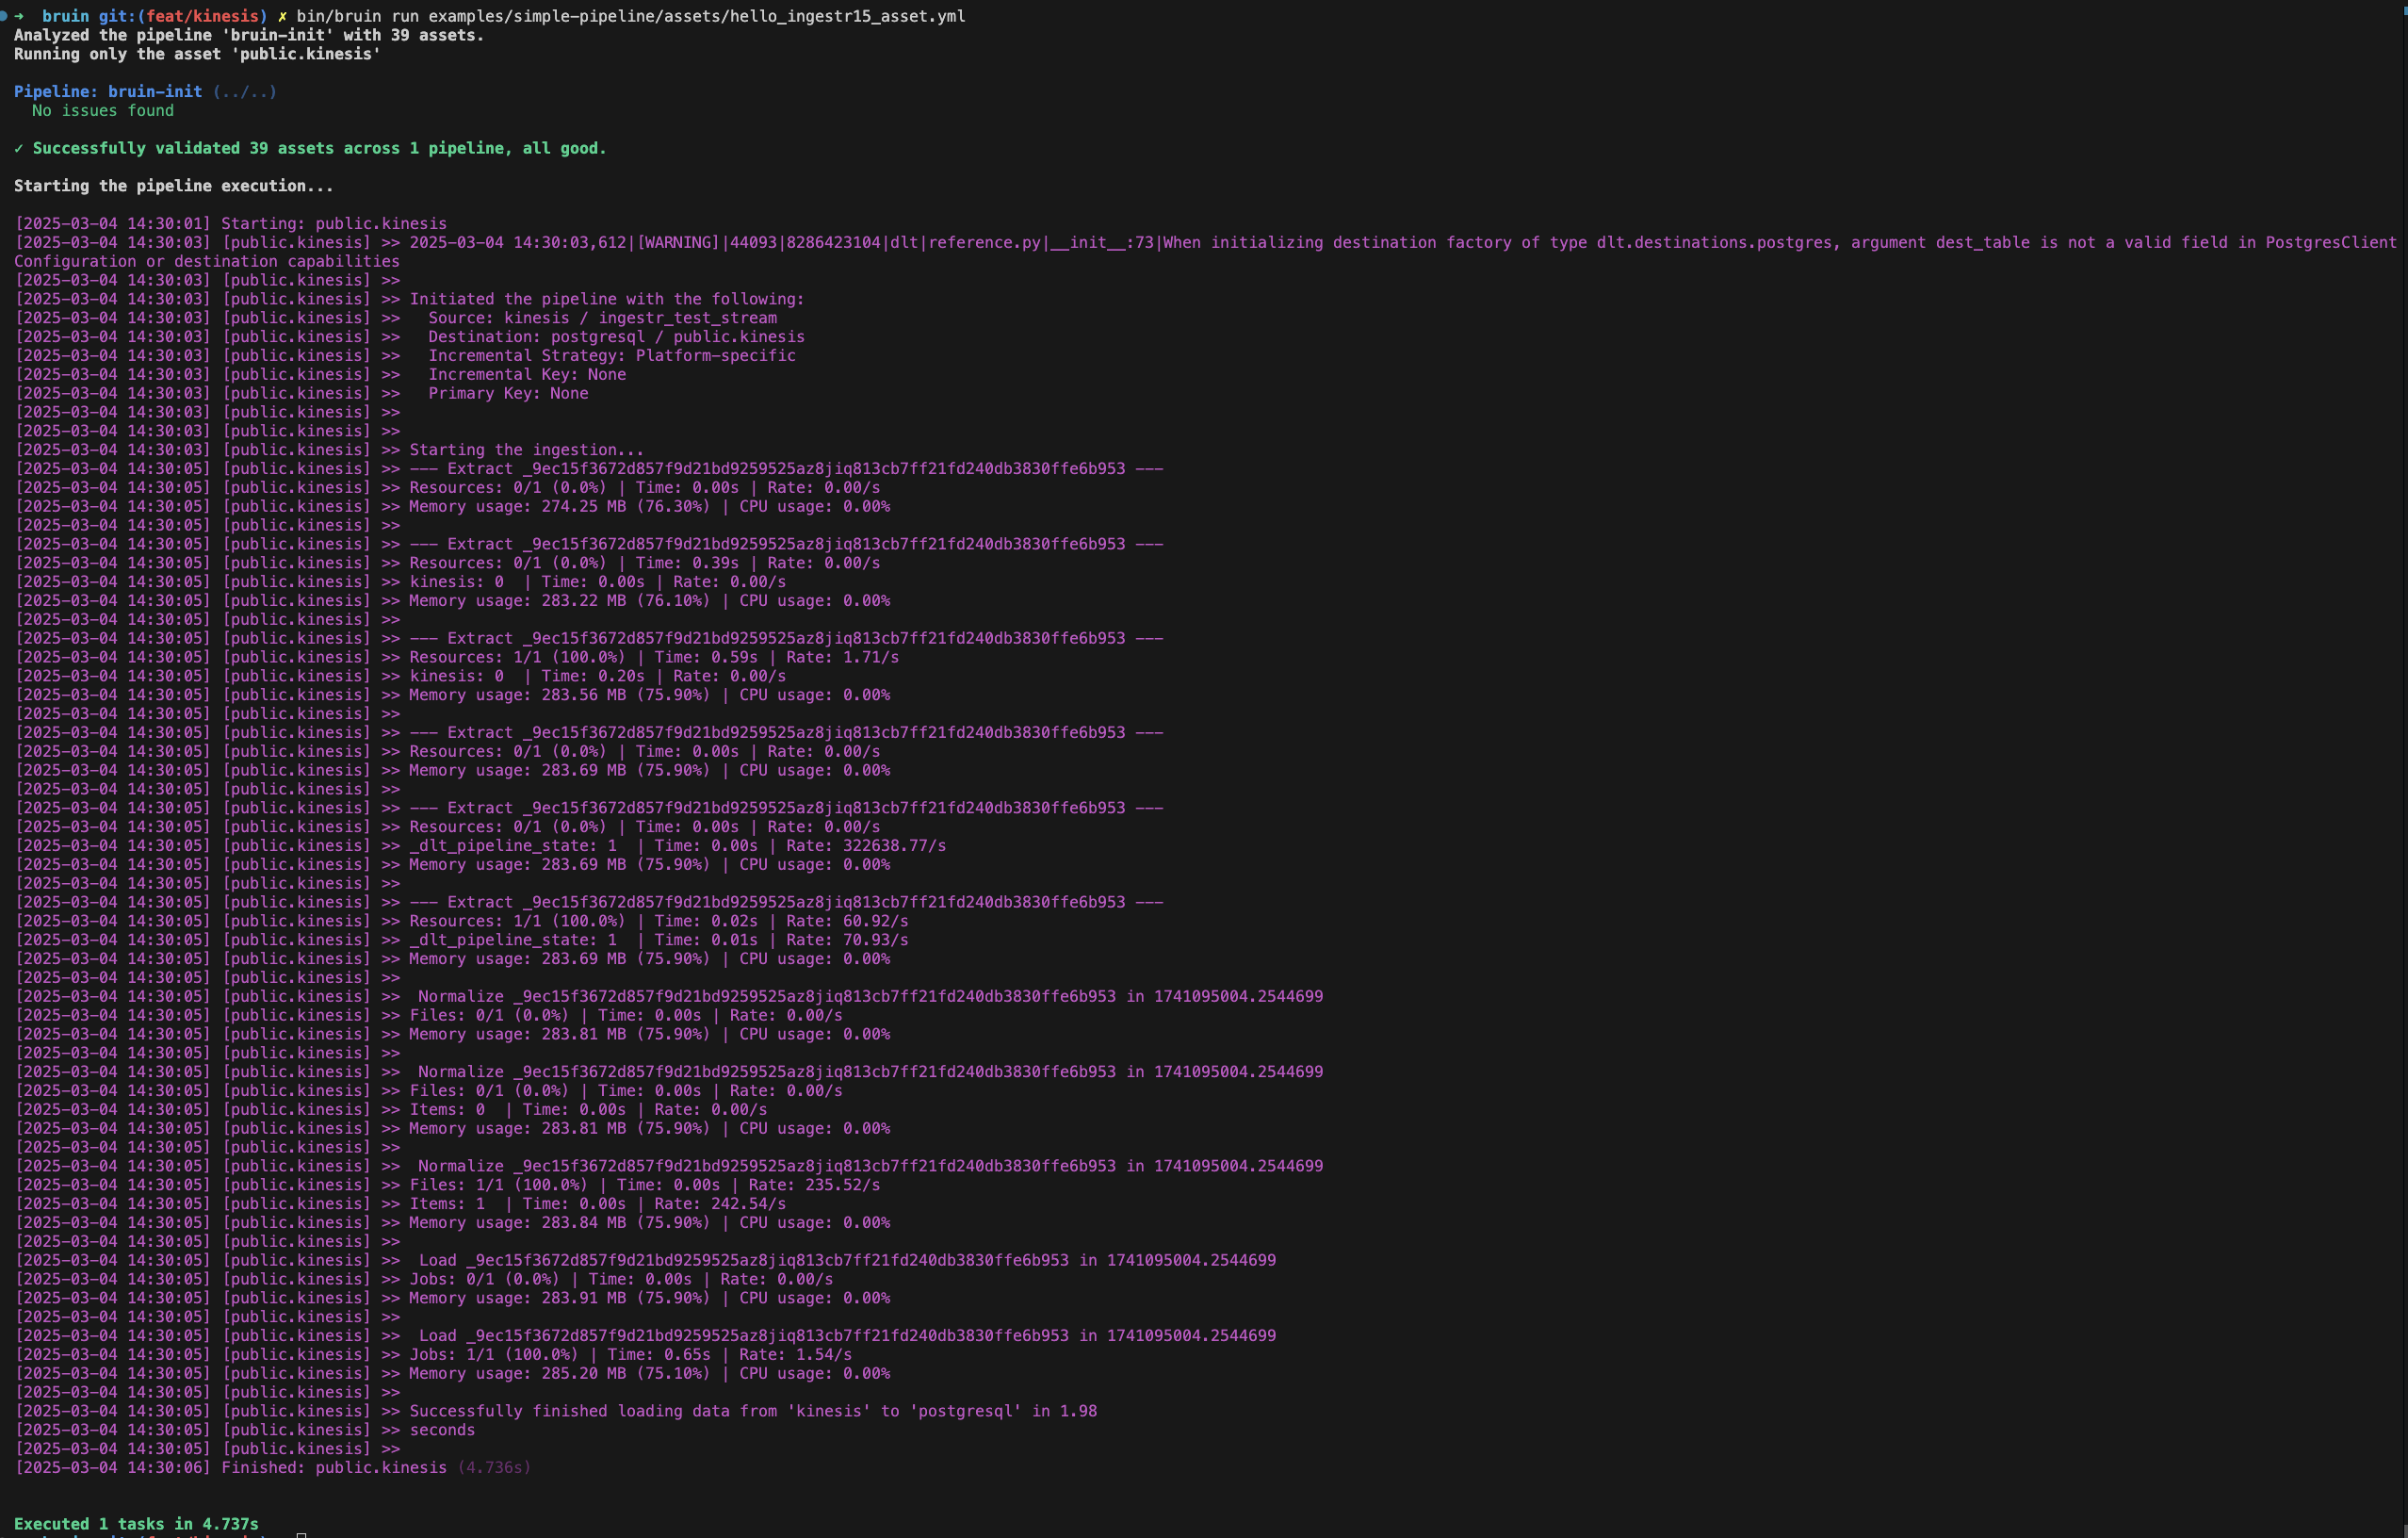 ➜  bruin git:(feat/kinesis) ✗ bin/bruin run examples/simple-pipeline/assets/hello_ingestr15_asset.yml
Analyzed the pipeline 'bruin-init' with 39 assets.
Running only the asset 'public.kinesis'
Pipeline: bruin-init (../..)
  No issues found
✓ Successfully validated 39 assets across 1 pipeline, all good.
Starting the pipeline execution...
[2025-03-04 14:30:01] Starting: public.kinesis
[2025-03-04 14:30:03] [public.kinesis] >> 2025-03-04 14:30:03,612|[WARNING]|44093|8286423104|dlt|reference.py|__init__:73|When initializing destination factory of type dlt.destinations.postgres, argument dest_table is not a valid field in PostgresClient
Configuration or destination capabilities
[2025-03-04 14:30:03] [public.kinesis] >>
[2025-03-04 14:30:03] [public.kinesis] >> Initiated the pipeline with the following:
[2025-03-04 14:30:03] [public.kinesis] >>   Source: kinesis / ingestr_test_stream
[2025-03-04 14:30:03] [public.kinesis] >>   Destination: postgresql / public.kinesis
[2025-03-04 14:30:03] [public.kinesis] >>   Incremental Strategy: Platform-specific
[2025-03-04 14:30:03] [public.kinesis] >>   Incremental Key: None
[2025-03-04 14:30:03] [public.kinesis] >>   Primary Key: None
[2025-03-04 14:30:03] [public.kinesis] >>
[2025-03-04 14:30:03] [public.kinesis] >>
[2025-03-04 14:30:03] [public.kinesis] >> Starting the ingestion...
[2025-03-04 14:30:05] [public.kinesis] >> --- Extract _9ec15f3672d857f9d21bd9259525az8jiq813cb7ff21fd240db3830ffe6b953 ---
[2025-03-04 14:30:05] [public.kinesis] >> Resources: 0/1 (0.0%) | Time: 0.00s | Rate: 0.00/s
[2025-03-04 14:30:05] [public.kinesis] >> Memory usage: 274.25 MB (76.30%) | CPU usage: 0.00%
[2025-03-04 14:30:05] [public.kinesis] >>
[2025-03-04 14:30:05] [public.kinesis] >> --- Extract _9ec15f3672d857f9d21bd9259525az8jiq813cb7ff21fd240db3830ffe6b953 ---
[2025-03-04 14:30:05] [public.kinesis] >> Resources: 0/1 (0.0%) | Time: 0.39s | Rate: 0.00/s
[2025-03-04 14:30:05] [public.kinesis] >> kinesis: 0  | Time: 0.00s | Rate: 0.00/s
[2025-03-04 14:30:05] [public.kinesis] >> Memory usage: 283.22 MB (76.10%) | CPU usage: 0.00%
[2025-03-04 14:30:05] [public.kinesis] >>
[2025-03-04 14:30:05] [public.kinesis] >> --- Extract _9ec15f3672d857f9d21bd9259525az8jiq813cb7ff21fd240db3830ffe6b953 ---
[2025-03-04 14:30:05] [public.kinesis] >> Resources: 1/1 (100.0%) | Time: 0.59s | Rate: 1.71/s
[2025-03-04 14:30:05] [public.kinesis] >> kinesis: 0  | Time: 0.20s | Rate: 0.00/s
[2025-03-04 14:30:05] [public.kinesis] >> Memory usage: 283.56 MB (75.90%) | CPU usage: 0.00%
[2025-03-04 14:30:05] [public.kinesis] >>
[2025-03-04 14:30:05] [public.kinesis] >> --- Extract _9ec15f3672d857f9d21bd9259525az8jiq813cb7ff21fd240db3830ffe6b953 ---
[2025-03-04 14:30:05] [public.kinesis] >> Resources: 0/1 (0.0%) | Time: 0.00s | Rate: 0.00/s
[2025-03-04 14:30:05] [public.kinesis] >> Memory usage: 283.69 MB (75.90%) | CPU usage: 0.00%
[2025-03-04 14:30:05] [public.kinesis] >>
[2025-03-04 14:30:05] [public.kinesis] >> --- Extract _9ec15f3672d857f9d21bd9259525az8jiq813cb7ff21fd240db3830ffe6b953 ---
[2025-03-04 14:30:05] [public.kinesis] >> Resources: 0/1 (0.0%) | Time: 0.00s | Rate: 0.00/s
[2025-03-04 14:30:05] [public.kinesis] >> _dlt_pipeline_state: 1  | Time: 0.00s | Rate: 322638.77/s
[2025-03-04 14:30:05] [public.kinesis] >> Memory usage: 283.69 MB (75.90%) | CPU usage: 0.00%
[2025-03-04 14:30:05] [public.kinesis] >>
[2025-03-04 14:30:05] [public.kinesis] >> --- Extract _9ec15f3672d857f9d21bd9259525az8jiq813cb7ff21fd240db3830ffe6b953 ---
[2025-03-04 14:30:05] [public.kinesis] >> Resources: 1/1 (100.0%) | Time: 0.02s | Rate: 60.92/s
[2025-03-04 14:30:05] [public.kinesis] >> _dlt_pipeline_state: 1  | Time: 0.01s | Rate: 70.93/s
[2025-03-04 14:30:05] [public.kinesis] >> Memory usage: 283.69 MB (75.90%) | CPU usage: 0.00%
[2025-03-04 14:30:05] [public.kinesis] >>
[2025-03-04 14:30:05] [public.kinesis] >>  Normalize _9ec15f3672d857f9d21bd9259525az8jiq813cb7ff21fd240db3830ffe6b953 in 1741095004.2544699
[2025-03-04 14:30:05] [public.kinesis] >> Files: 0/1 (0.0%) | Time: 0.00s | Rate: 0.00/s
[2025-03-04 14:30:05] [public.kinesis] >> Memory usage: 283.81 MB (75.90%) | CPU usage: 0.00%
[2025-03-04 14:30:05] [public.kinesis] >>
[2025-03-04 14:30:05] [public.kinesis] >>  Normalize _9ec15f3672d857f9d21bd9259525az8jiq813cb7ff21fd240db3830ffe6b953 in 1741095004.2544699
[2025-03-04 14:30:05] [public.kinesis] >> Files: 0/1 (0.0%) | Time: 0.00s | Rate: 0.00/s
[2025-03-04 14:30:05] [public.kinesis] >> Items: 0  | Time: 0.00s | Rate: 0.00/s
[2025-03-04 14:30:05] [public.kinesis] >> Memory usage: 283.81 MB (75.90%) | CPU usage: 0.00%
[2025-03-04 14:30:05] [public.kinesis] >>
[2025-03-04 14:30:05] [public.kinesis] >>  Normalize _9ec15f3672d857f9d21bd9259525az8jiq813cb7ff21fd240db3830ffe6b953 in 1741095004.2544699
[2025-03-04 14:30:05] [public.kinesis] >> Files: 1/1 (100.0%) | Time: 0.00s | Rate: 235.52/s
[2025-03-04 14:30:05] [public.kinesis] >> Items: 1  | Time: 0.00s | Rate: 242.54/s
[2025-03-04 14:30:05] [public.kinesis] >> Memory usage: 283.84 MB (75.90%) | CPU usage: 0.00%
[2025-03-04 14:30:05] [public.kinesis] >>
[2025-03-04 14:30:05] [public.kinesis] >>  Load _9ec15f3672d857f9d21bd9259525az8jiq813cb7ff21fd240db3830ffe6b953 in 1741095004.2544699
[2025-03-04 14:30:05] [public.kinesis] >> Jobs: 0/1 (0.0%) | Time: 0.00s | Rate: 0.00/s
[2025-03-04 14:30:05] [public.kinesis] >> Memory usage: 283.91 MB (75.90%) | CPU usage: 0.00%
[2025-03-04 14:30:05] [public.kinesis] >>
[2025-03-04 14:30:05] [public.kinesis] >>  Load _9ec15f3672d857f9d21bd9259525az8jiq813cb7ff21fd240db3830ffe6b953 in 1741095004.2544699
[2025-03-04 14:30:05] [public.kinesis] >> Jobs: 1/1 (100.0%) | Time: 0.65s | Rate: 1.54/s
[2025-03-04 14:30:05] [public.kinesis] >> Memory usage: 285.20 MB (75.10%) | CPU usage: 0.00%
[2025-03-04 14:30:05] [public.kinesis] >>
[2025-03-04 14:30:05] [public.kinesis] >> Successfully finished loading data from 'kinesis' to 'postgresql' in 1.98
[2025-03-04 14:30:05] [public.kinesis] >> seconds
[2025-03-04 14:30:05] [public.kinesis] >>
[2025-03-04 14:30:06] Finished: public.kinesis (4.736s)
Executed 1 tasks in 4.737s